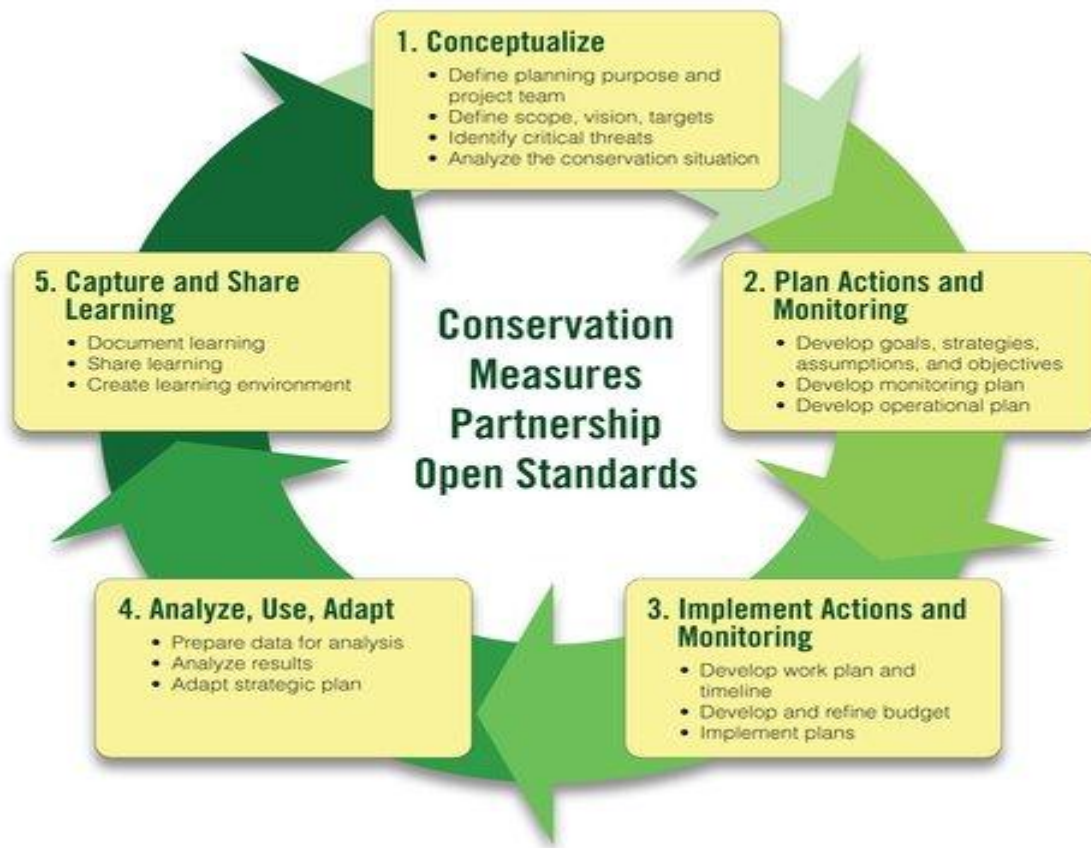 1. Conceptualize
• Define planning purpose and
project team
• Define scope, vision, targets
• Identify critical threats
• Analyze the conservation situation
2. Plan Actions and
Monitoring
• Develop goals, strategies,
assumptions, and objectives
• Develop monitoring plan
• Develop operational plan
3. Implement Actions and
Monitoring
• Develop work plan and
timeline
• Develop and refine budget
• Implement plans
4. Analyze, Use, Adapt
• Prepare data for analysis
• Analyze results
• Adapt strategic plan
5. Capture and Share
Learning
• Document learning
• Share learning
• Create learning environment
Conservation
Measures
Partnership
Open Standards